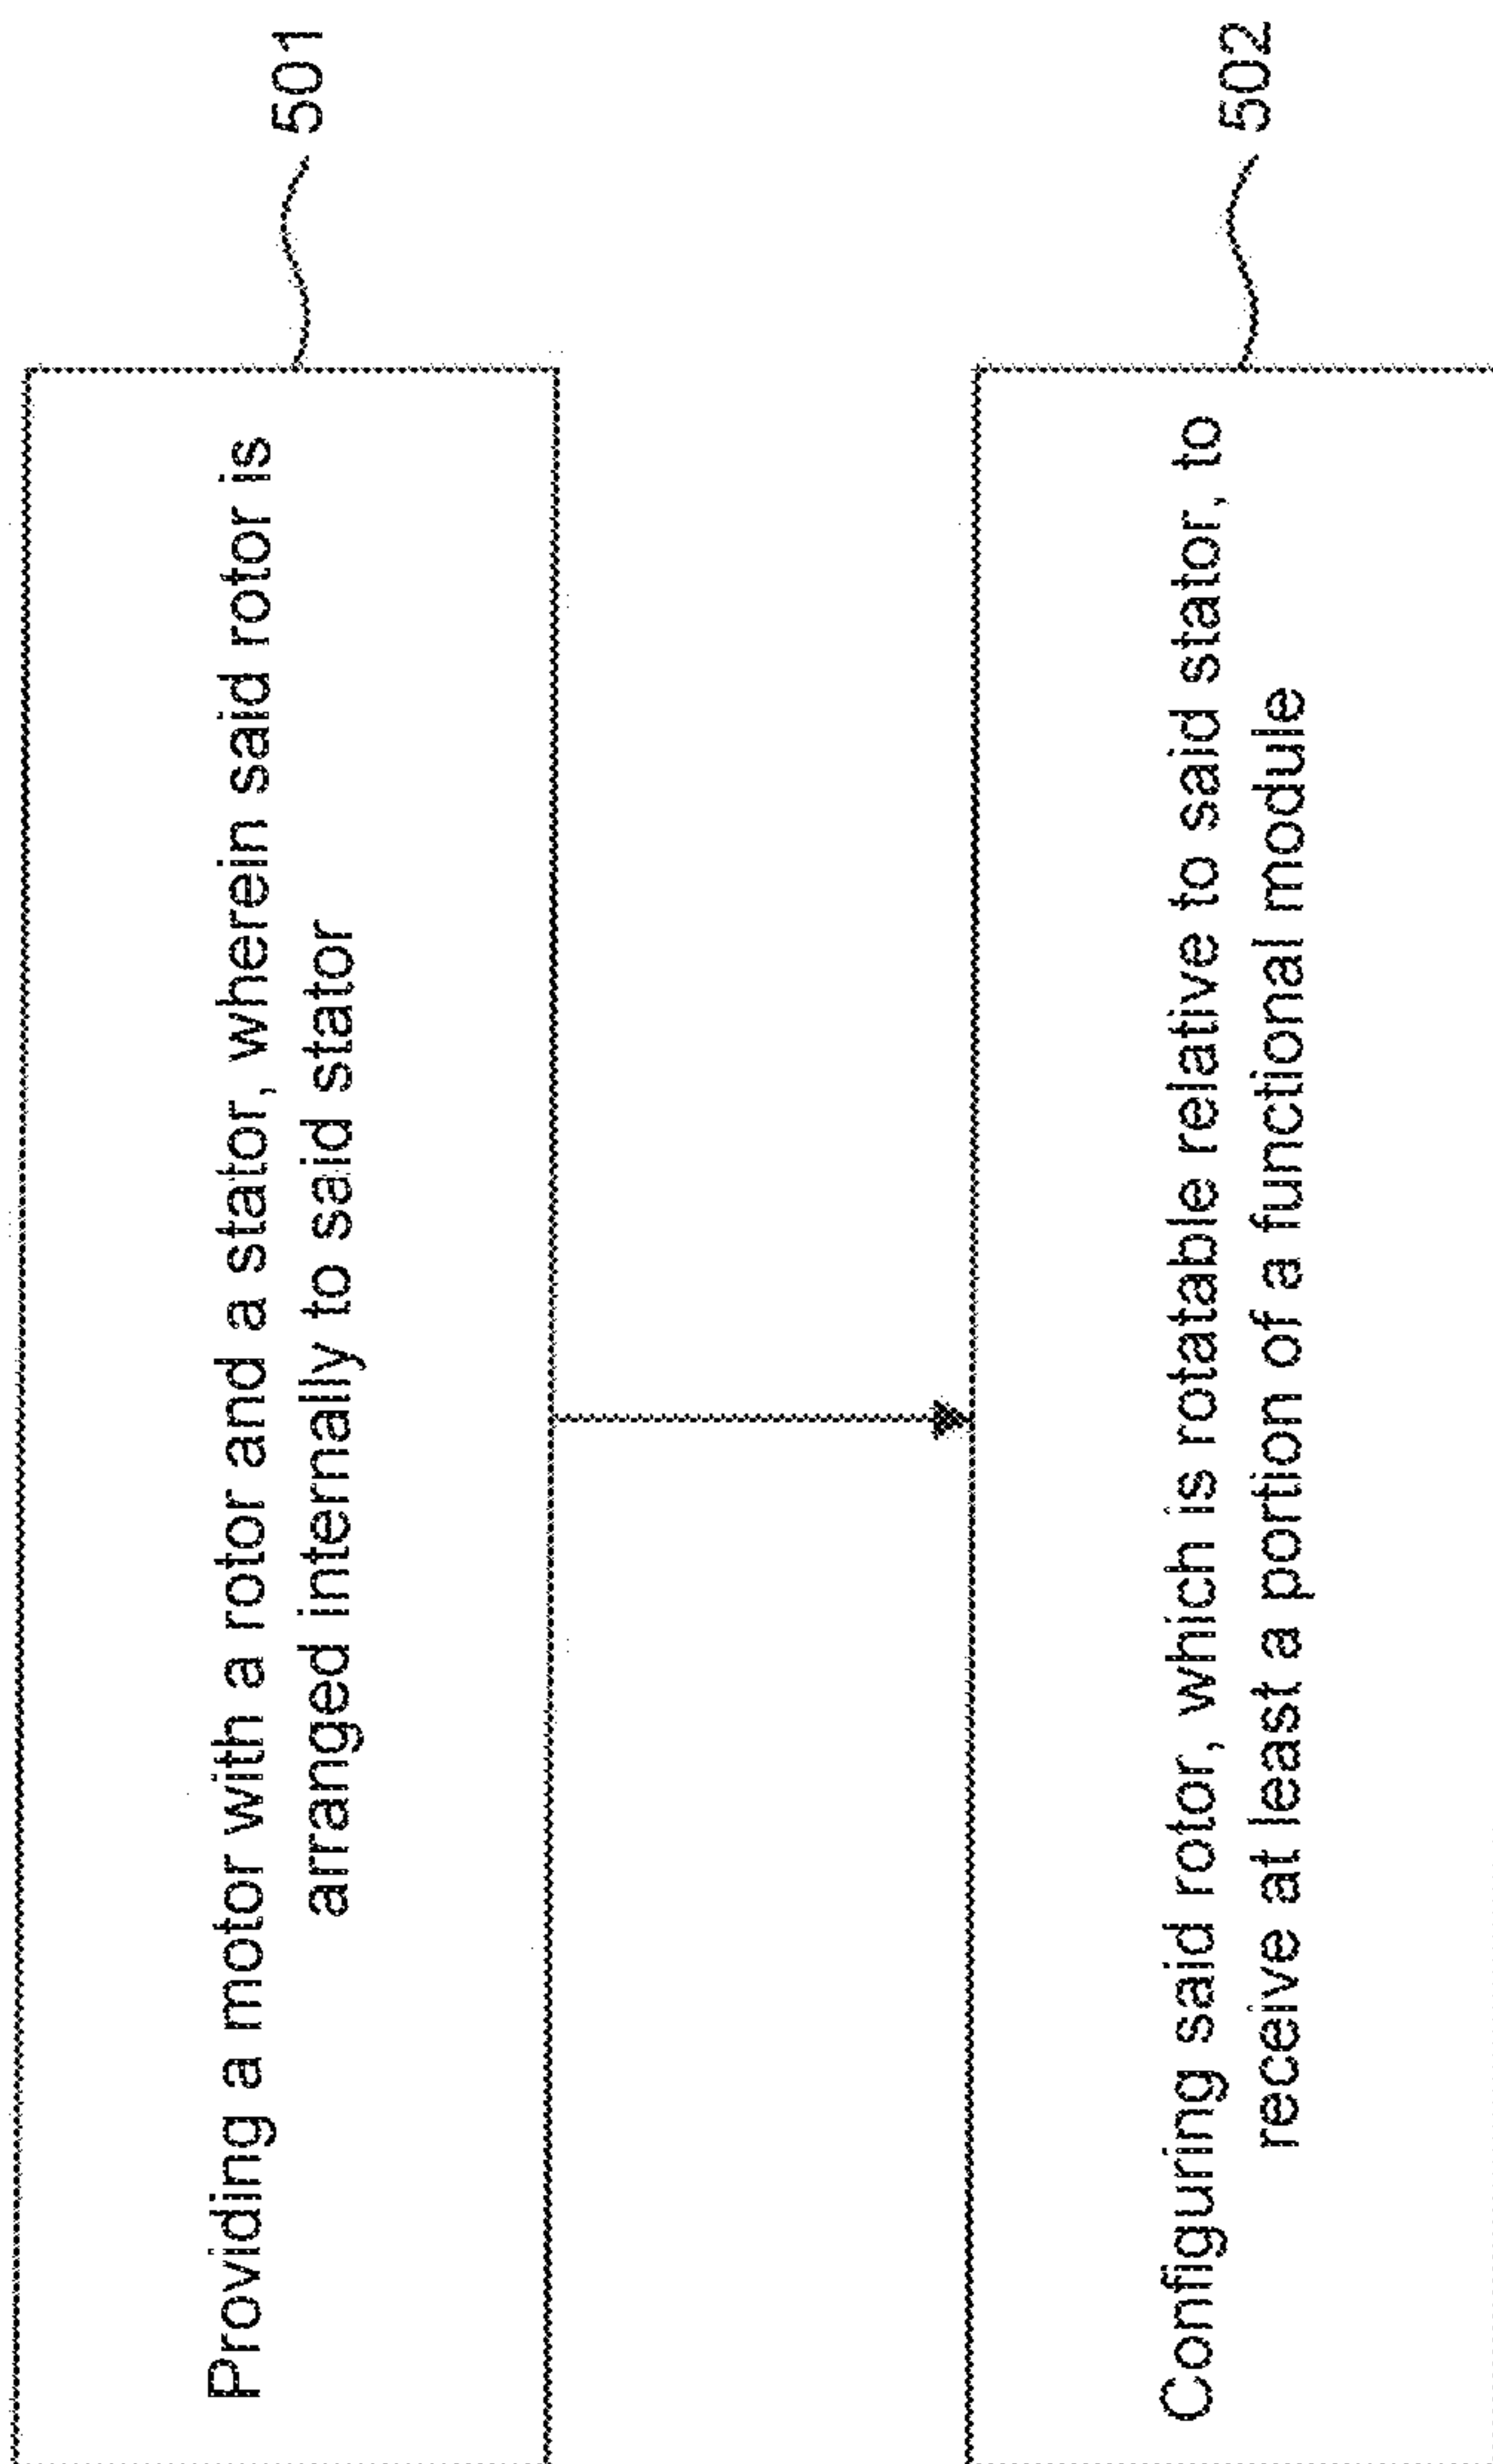 Providing a motor with a rotor and a stator, wherein said rotor is
arranged internally to said stator
501
Configuring said rotor, which is rotatable relative to said stator, to
receive at least a portion of a functional module
502